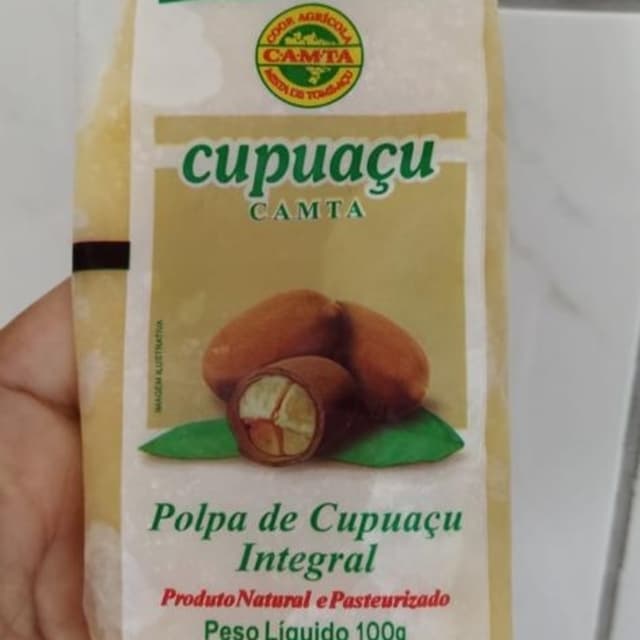 COOP. AGRÍCOLA
CAMTA
MISTA DE TOMÉ-AÇU
cupuaçu
CAMTA
IMAGEM ILUSTRATIVA
Polpa de Cupuaçu
Integral
Produto Natural e Pasteurizado
Peso Líquido 100g